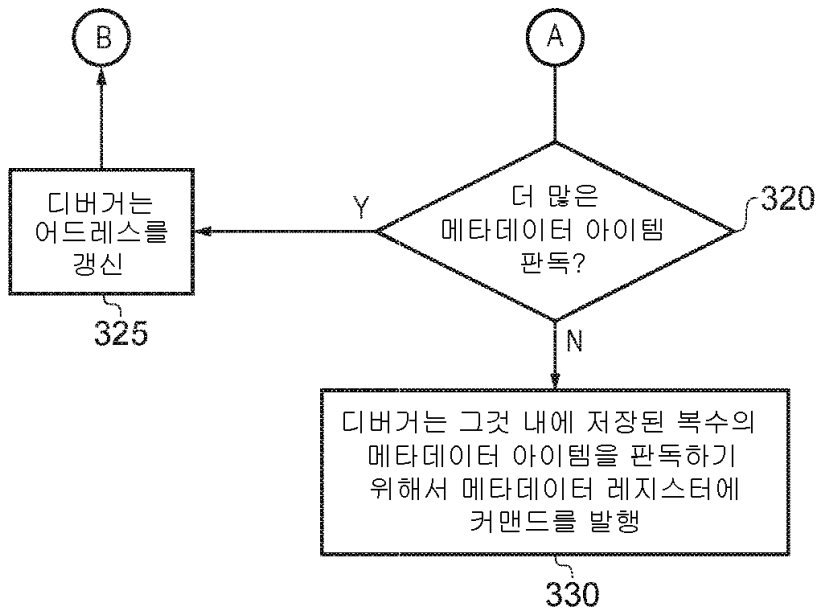 B
A
더 많은
메타데이터 아이템
판독?
320
Y
디버거는
어드레스를
갱신
325
N
디버거는 그것 내에 저장된 복수의
메타데이터 아이템을 판독하기
위해서 메타데이터 레지스터에
커맨드를 발행
330